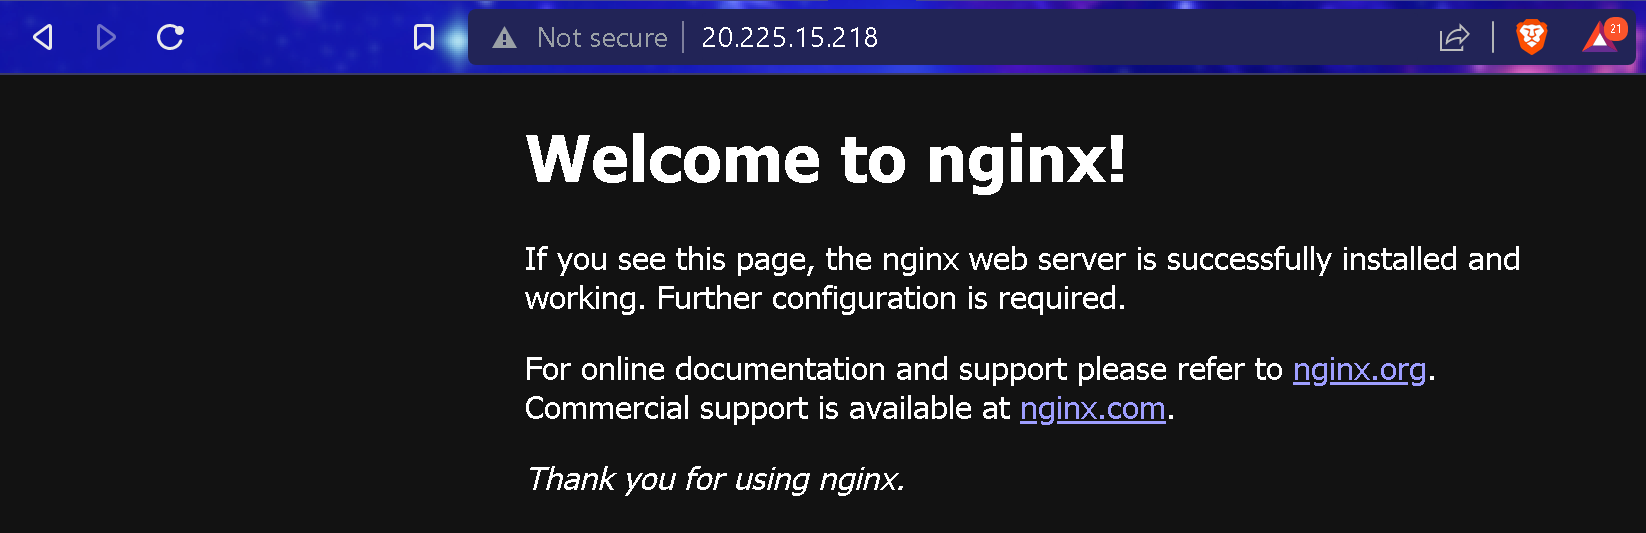 Not secure | 20.225.15.218
21
Welcome to nginx!
If you see this page, the nginx web server is successfully installed and
working. Further configuration is required.
For online documentation and support please refer to nginx.org.
Commercial support is available at nginx.com.
Thank you for using nginx.